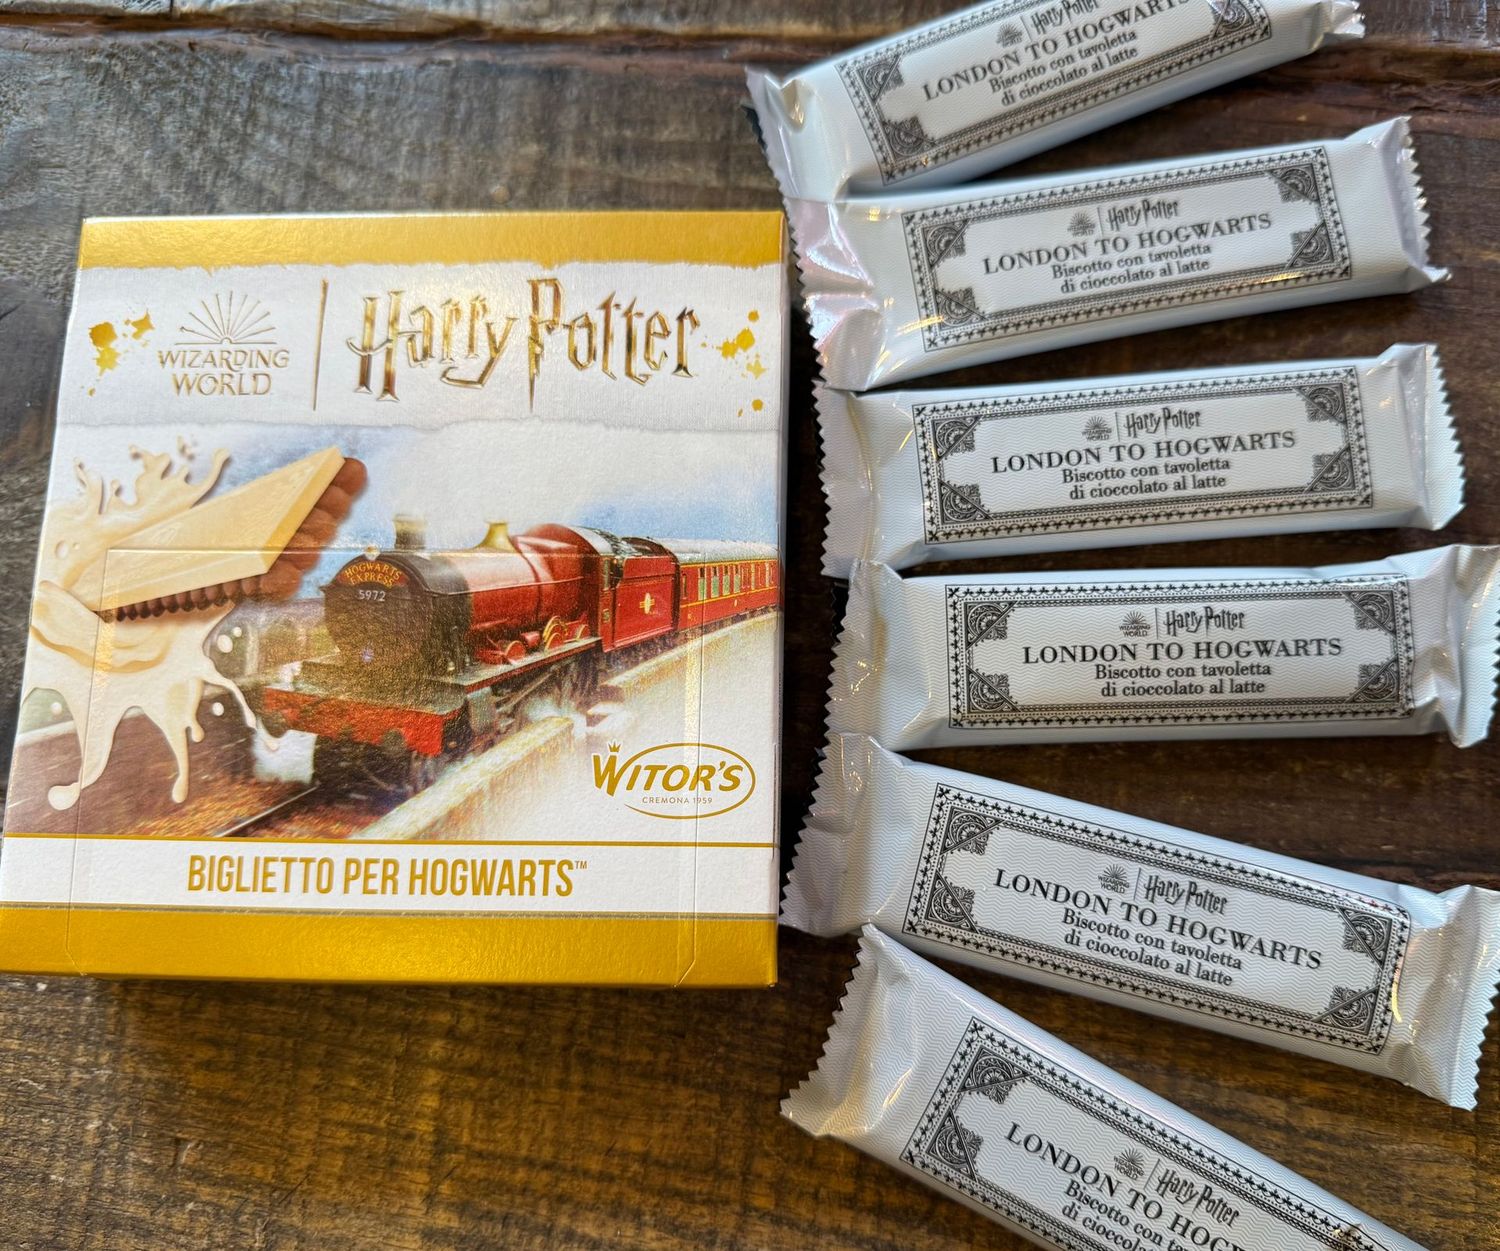 WIZARDING
WORLD
Harry Potter
HOGWARTS
EXPRESS
5972
WITOR'S
CREMONA 1959
BIGLIETTO PER HOGWARTS™
Harry Potter
LONDON TO HOGWARTS
Biscotto con tavoletta
di cioccolato al latte
WIZARDING
WORLD
Harry Potter
LONDON TO HOGWARTS
Biscotto con tavoletta
di cioccolato al latte
WIZARDING
WORLD
Harry Potter
LONDON TO HOGWARTS
Biscotto con tavoletta
di cioccolato al latte
WIZARDING
WORLD
Harry Potter
LONDON TO HOGWARTS
Biscotto con tavoletta
di cioccolato al latte
WIZARDING
WORLD
Harry Potter
LONDON TO HOGWARTS
Biscotto con tavoletta
di cioccolato al latte
WIZARDING
WORLD
Harry Potter
LONDON TO HOGW
Biscotto con ta
di cioccola